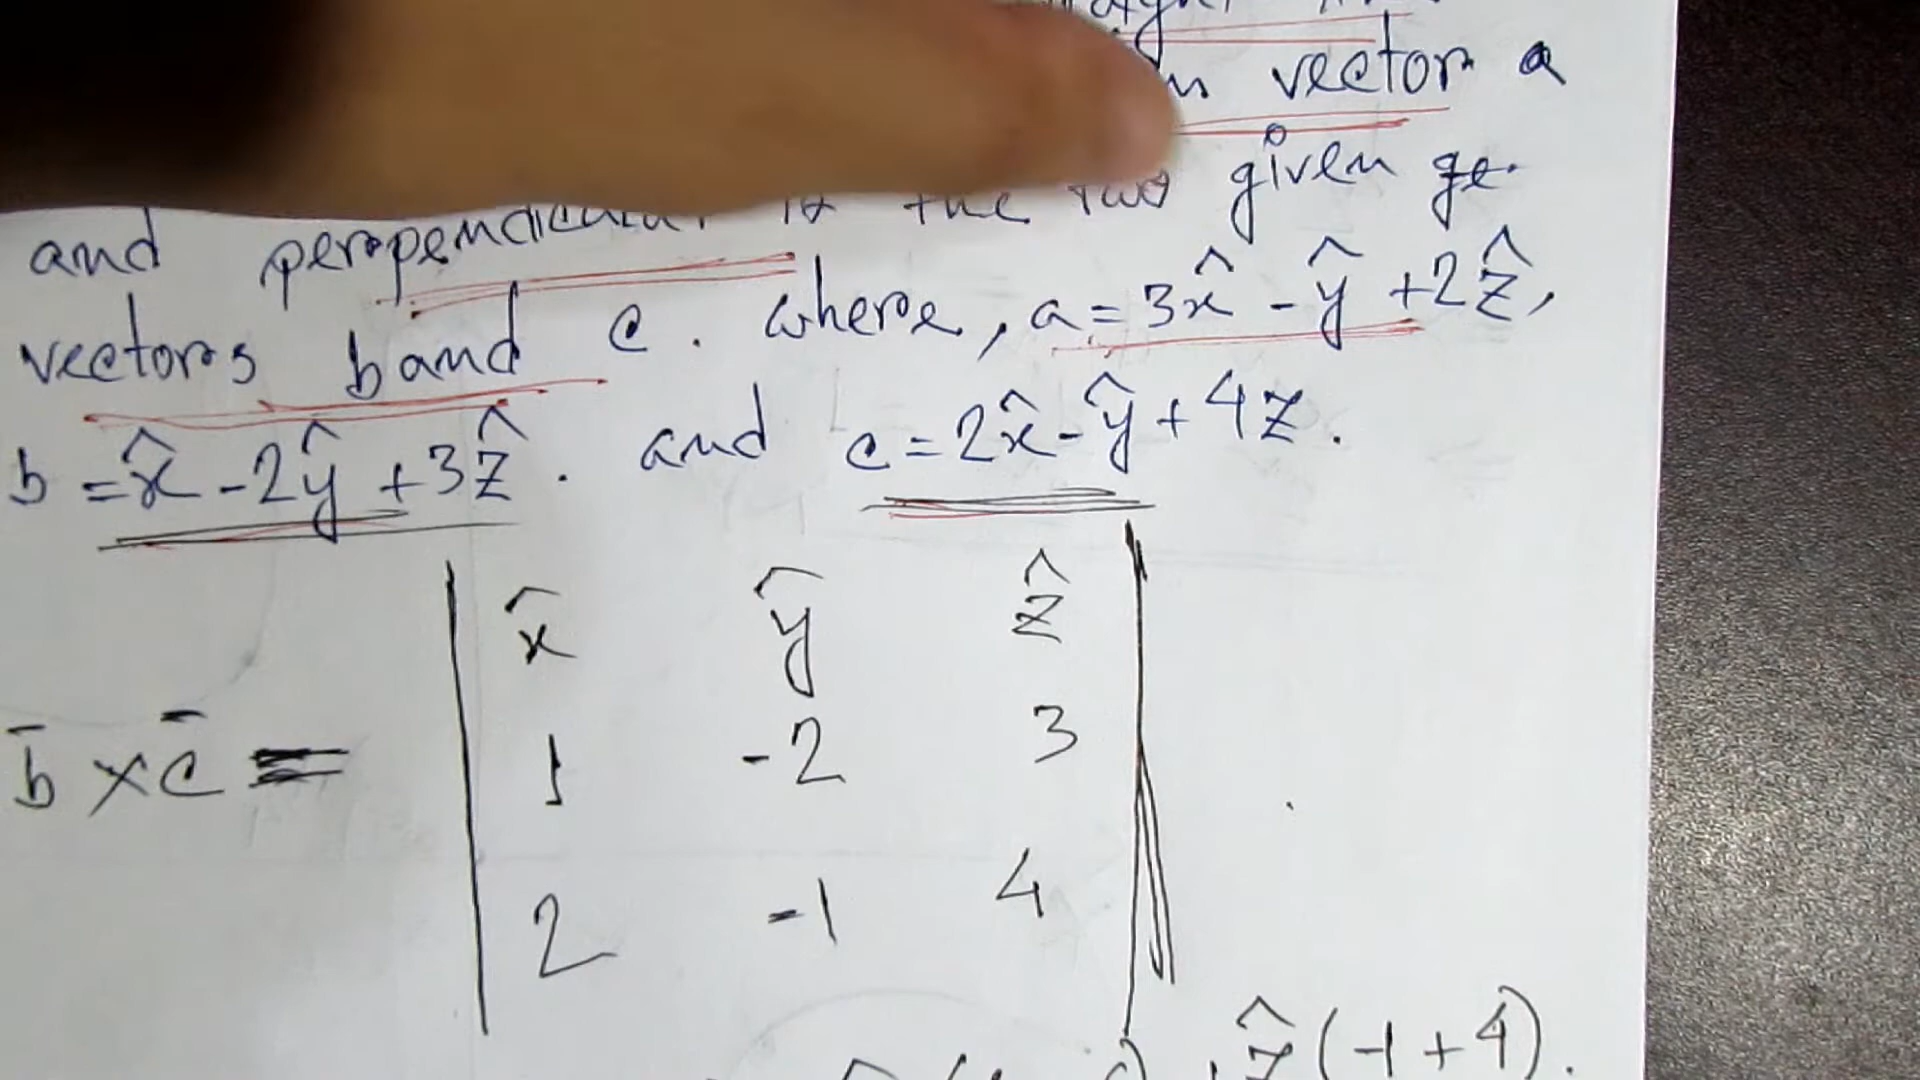 vector a
the two given ge.
and perpendicular to
vectors b and c. where, a = 3x̂ - ŷ + 2ẑ,
b = x̂ - 2ŷ + 3ẑ. and c = 2x̂ - ŷ + 4z.
x̂ ŷ ẑ
1 -2 3
b̄ × c̄ =
2 -1 4
ẑ (-1 + 4).